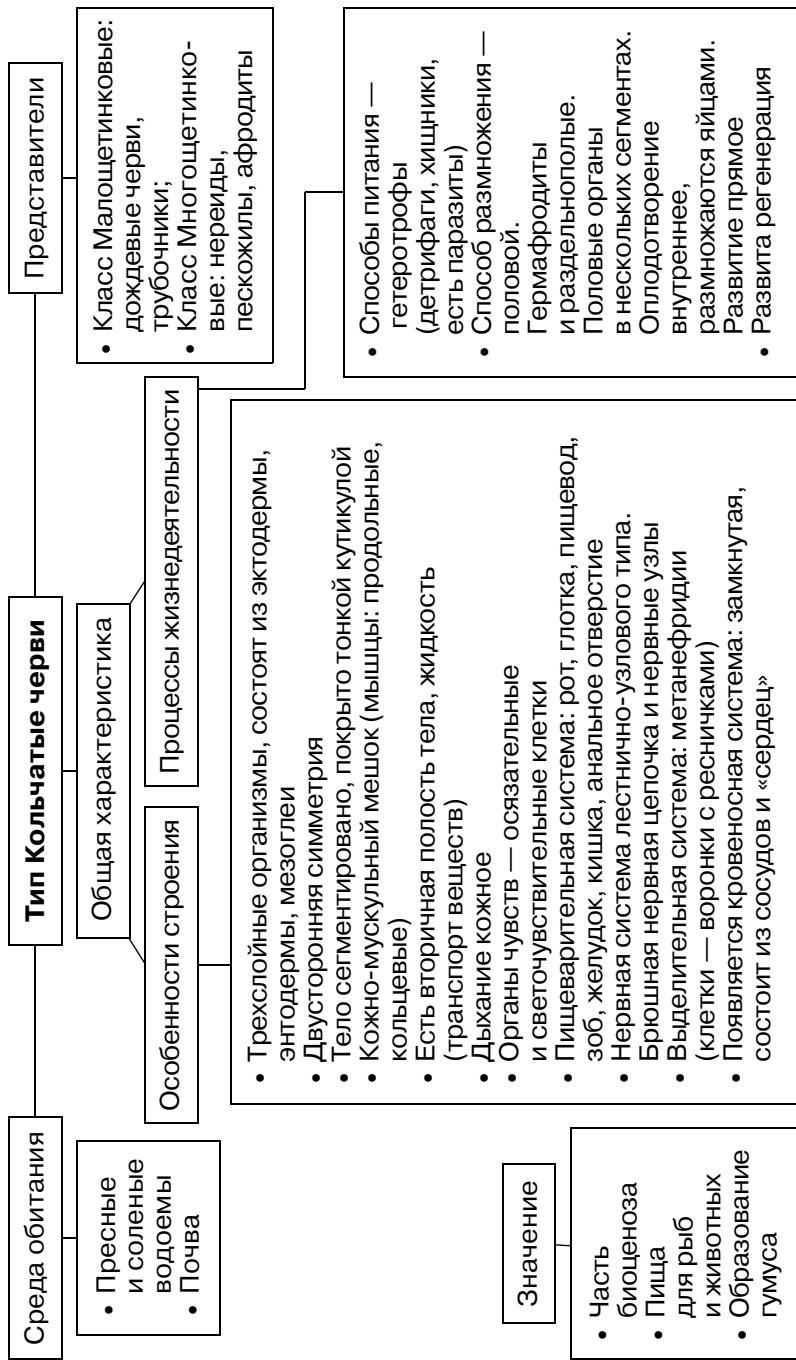 Тип Кольчатые черви
Среда обитания
• Пресные
и соленые
водоемы
• Почва
Общая характеристика
Особенности строения
• Трехслойные организмы, состоят из эктодермы,
энтодермы, мезоглеи
• Двусторонняя симметрия
• Тело сегментировано, покрыто тонкой кутикулой
• Кожно-мускульный мешок (мышцы: продольные,
кольцевые)
• Есть вторичная полость тела, жидкость
(транспорт веществ)
• Дыхание кожное
• Органы чувств — осязательные
и светочувствительные клетки
• Пищеварительная система: рот, глотка, пищевод,
зоб, желудок, кишка, анальное отверстие
• Нервная система лестнично-узлового типа.
Брюшная нервная цепочка и нервные узлы
• Выделительная система: метанефридии
(клетки — воронки с ресничками)
• Появляется кровеносная система: замкнутая,
состоит из сосудов и «сердец»
Процессы жизнедеятельности
• Способы питания —
гетеротрофы
(детрифаги, хищники,
есть паразиты)
• Способ размножения —
половой.
Гермафродиты
и раздельнополые.
Половые органы
в нескольких сегментах.
Оплодотворение
внутреннее,
размножаются яйцами.
Развитие прямое
• Развита регенерация
Представители
• Класс Малощетинковые:
дождевые черви,
трубочники;
• Класс Многощетинко-
вые: нереиды,
пескожилы, афродиты
Значение
• Часть
биоценоза
• Пища
для рыб
и животных
• Образование
гумуса